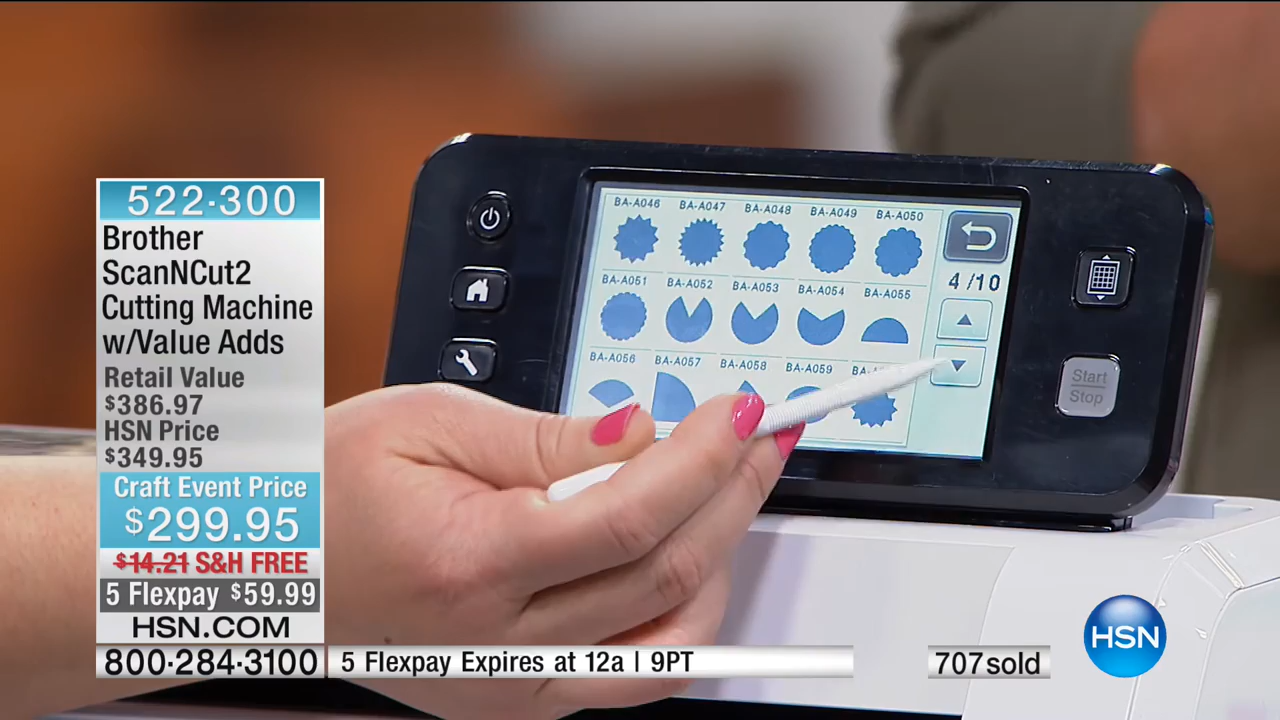 522-300
Brother
ScanNCut2
Cutting Machine
w/Value Adds
Retail Value
$386.97
HSN Price
$349.95
Craft Event Price
$299.95
$14.21 S&H FREE
5 Flexpay $59.99
HSN.COM
800-284-3100
5 Flexpay Expires at 12a | 9PT
707sold
HSN
BA-A046 BA-A047 BA-A048 BA-A049 BA-A050
BA-A051 BA-A052 BA-A053 BA-A054 BA-A055
BA-A056 BA-A057 BA-A058 BA-A059
4/10
Start
Stop